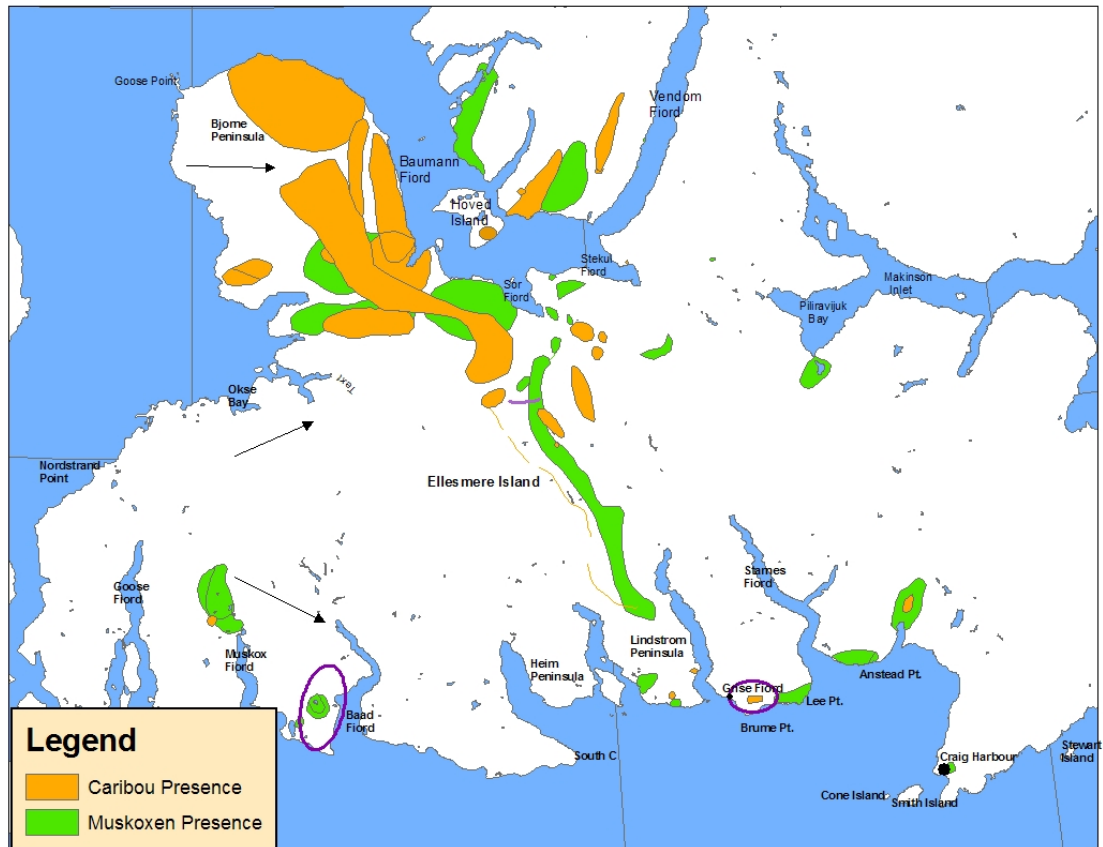 Goose Point
Bjorne
Peninsula
Baumann
Fiord
Vendom
Fiord
Hoved
Island
Stekul
Fiord
Sor
Fiord
Makinson
Inlet
Piliravijuk
Bay
Okse
Bay
Text
Nordstrand
Point
Ellesmere Island
Goose
Fiord
Muskox
Fiord
Baad
Fiord
Heim
Peninsula
Lindstrom
Peninsula
Starnes
Fiord
Grise Fiord
Lee Pt.
Brume Pt.
Anstead Pt.
South C
Craig Harbour
Stewart
Island
Cone Island
Smith Island
Legend
Caribou Presence
Muskoxen Presence